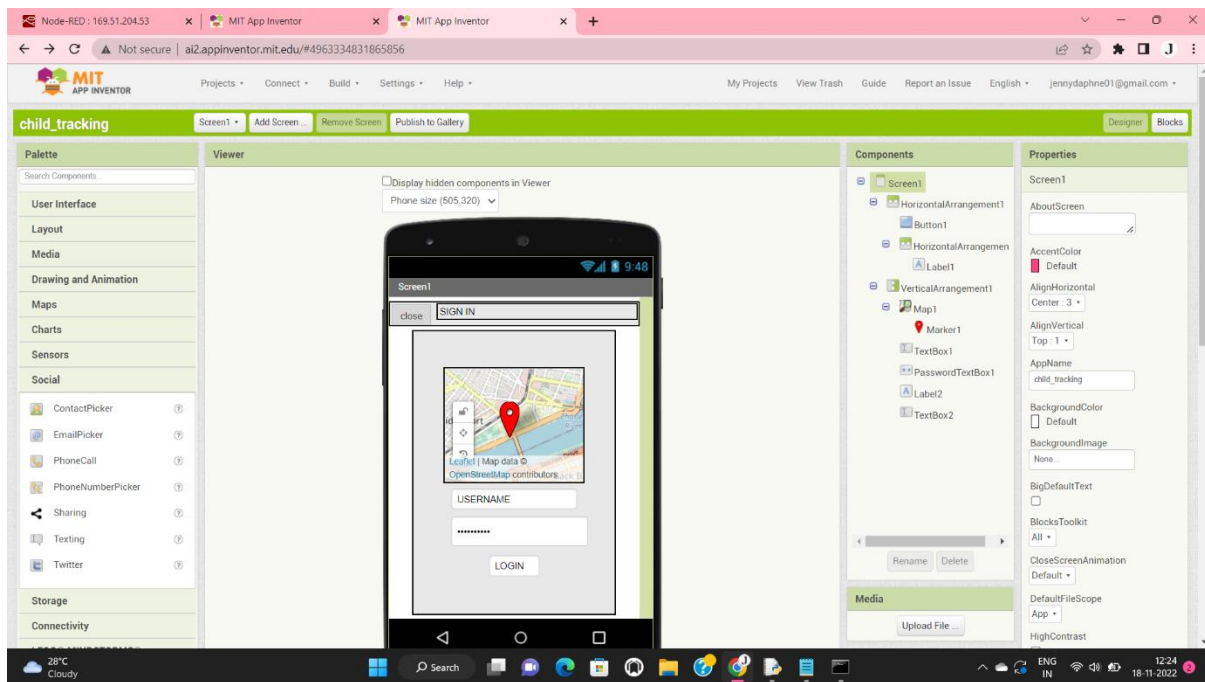 Node-RED : 169.51.204.53
MIT App Inventor
MIT App Inventor
Not secure | ai2.appinventor.mit.edu/#4963334831865856
J
MIT
APP INVENTOR
Projects Connect Build Settings Help My Projects View Trash Guide Report an Issue English jennydaphne01@gmail.com
child_tracking
Screen1 Add Screen ... Remove Screen Publish to Gallery Designer Blocks
Palette
Search Components...
User Interface
Layout
Media
Drawing and Animation
Maps
Charts
Sensors
Social
ContactPicker
EmailPicker
PhoneCall
PhoneNumberPicker
Sharing
Texting
Twitter
Storage
Connectivity
Viewer
Display hidden components in Viewer
Phone size (505,320)
9:48
Screen1
close
SIGN IN
Leaflet | Map data ©
OpenStreetMap contributors
USERNAME
LOGIN
Components
Screen1
HorizontalArrangement1
Button1
HorizontalArrangemen
Label1
VerticalArrangement1
Map1
Marker1
TextBox1
PasswordTextBox1
Label2
TextBox2
Rename Delete
Media
Upload File ...
Properties
Screen1
AboutScreen
AccentColor
Default
AlignHorizontal
Center : 3
AlignVertical
Top : 1
AppName
child_tracking
BackgroundColor
Default
BackgroundImage
None...
BigDefaultText
BlocksToolkit
All
CloseScreenAnimation
Default
DefaultFileScope
App
HighContrast
28°C
Cloudy
Search
ENG
IN
12:24
18-11-2022
2